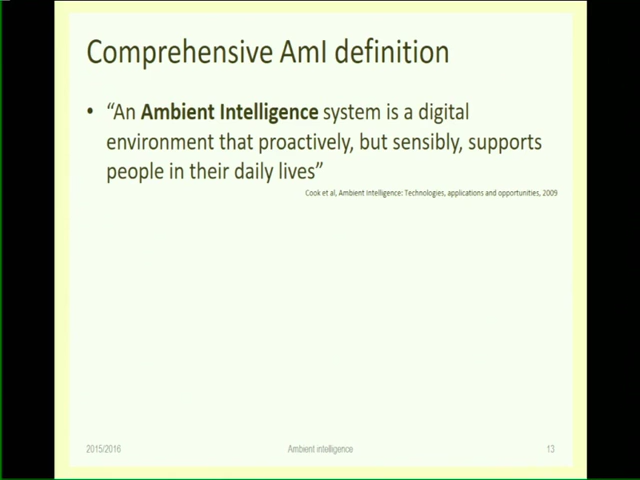 Comprehensive AmI definition
• “An Ambient Intelligence system is a digital
environment that proactively, but sensibly, supports
people in their daily lives”
Cook et al, Ambient Intelligence: Technologies, applications and opportunities, 2009
2015/2016
Ambient intelligence
13